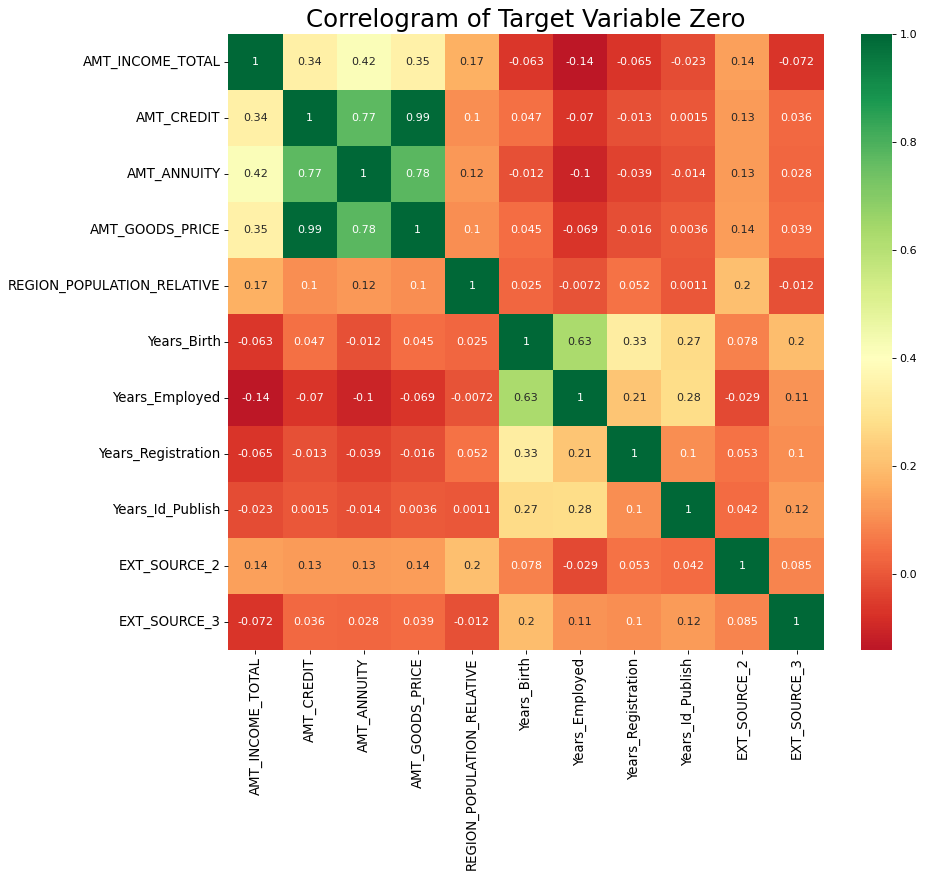 Correlogram of Target Variable Zero
AMT_INCOME_TOTAL 1 0.34 0.42 0.35 0.17 -0.063 -0.14 -0.065 -0.023 0.14 -0.072
AMT_CREDIT 0.34 1 0.77 0.99 0.1 0.047 -0.07 -0.013 0.0015 0.13 0.036
AMT_ANNUITY 0.42 0.77 1 0.78 0.12 -0.012 -0.1 -0.039 -0.014 0.13 0.028
AMT_GOODS_PRICE 0.35 0.99 0.78 1 0.1 0.045 -0.069 -0.016 0.0036 0.14 0.039
REGION_POPULATION_RELATIVE 0.17 0.1 0.12 0.1 1 0.025 -0.0072 0.052 0.0011 0.2 -0.012
Years_Birth -0.063 0.047 -0.012 0.045 0.025 1 0.63 0.33 0.27 0.078 0.2
Years_Employed -0.14 -0.07 -0.1 -0.069 -0.0072 0.63 1 0.21 0.28 -0.029 0.11
Years_Registration -0.065 -0.013 -0.039 -0.016 0.052 0.33 0.21 1 0.1 0.053 0.1
Years_Id_Publish -0.023 0.0015 -0.014 0.0036 0.0011 0.27 0.28 0.1 1 0.042 0.12
EXT_SOURCE_2 0.14 0.13 0.13 0.14 0.2 0.078 -0.029 0.053 0.042 1 0.085
EXT_SOURCE_3 -0.072 0.036 0.028 0.039 -0.012 0.2 0.11 0.1 0.12 0.085 1
AMT_INCOME_TOTAL
AMT_CREDIT
AMT_ANNUITY
AMT_GOODS_PRICE
REGION_POPULATION_RELATIVE
Years_Birth
Years_Employed
Years_Registration
Years_Id_Publish
EXT_SOURCE_2
EXT_SOURCE_3
1.0
0.8
0.6
0.4
0.2
0.0